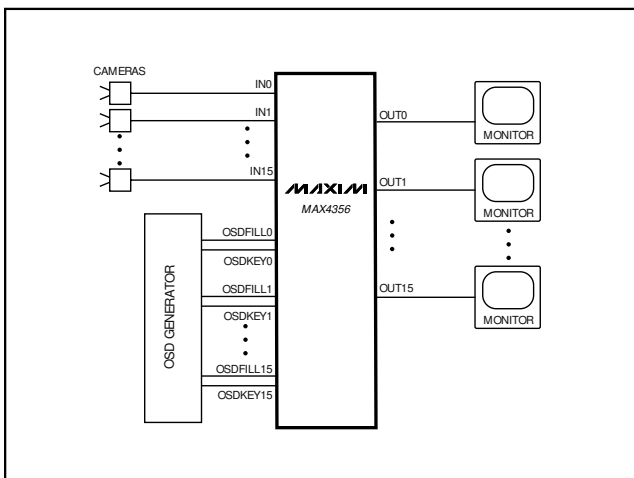 CAMERAS
IN0
IN1
IN15
OSDFILL0
OSDKEY0
OSDFILL1
OSDKEY1
OSDFILL15
OSDKEY15
OSD GENERATOR
MAXIM
MAX4356
OUT0
MONITOR
OUT1
MONITOR
OUT15
MONITOR